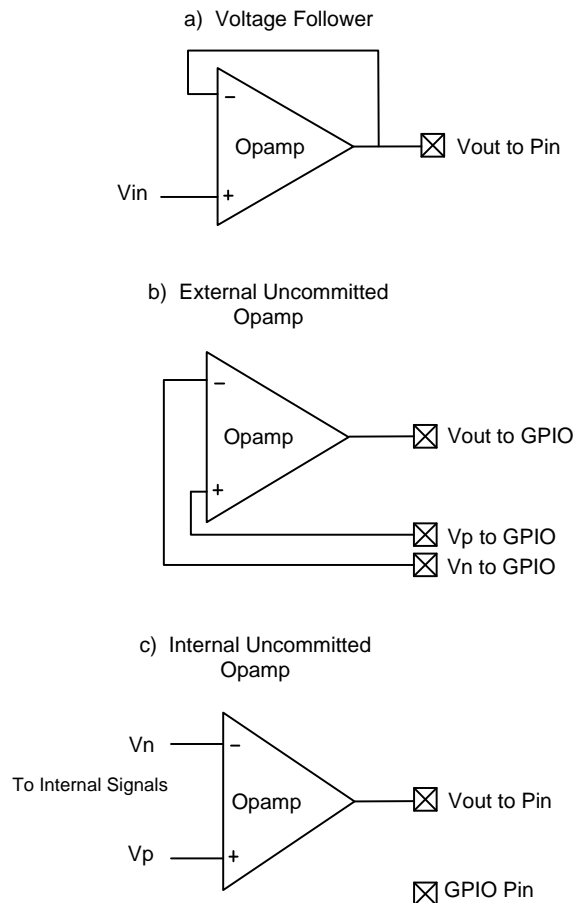 a) Voltage Follower
−
Opamp
Vout to Pin
Vin
+
b) External Uncommitted
Opamp
−
Opamp
Vout to GPIO
+
Vp to GPIO
Vn to GPIO
c) Internal Uncommitted
Opamp
Vn
−
To Internal Signals
Opamp
Vout to Pin
Vp
+
GPIO Pin